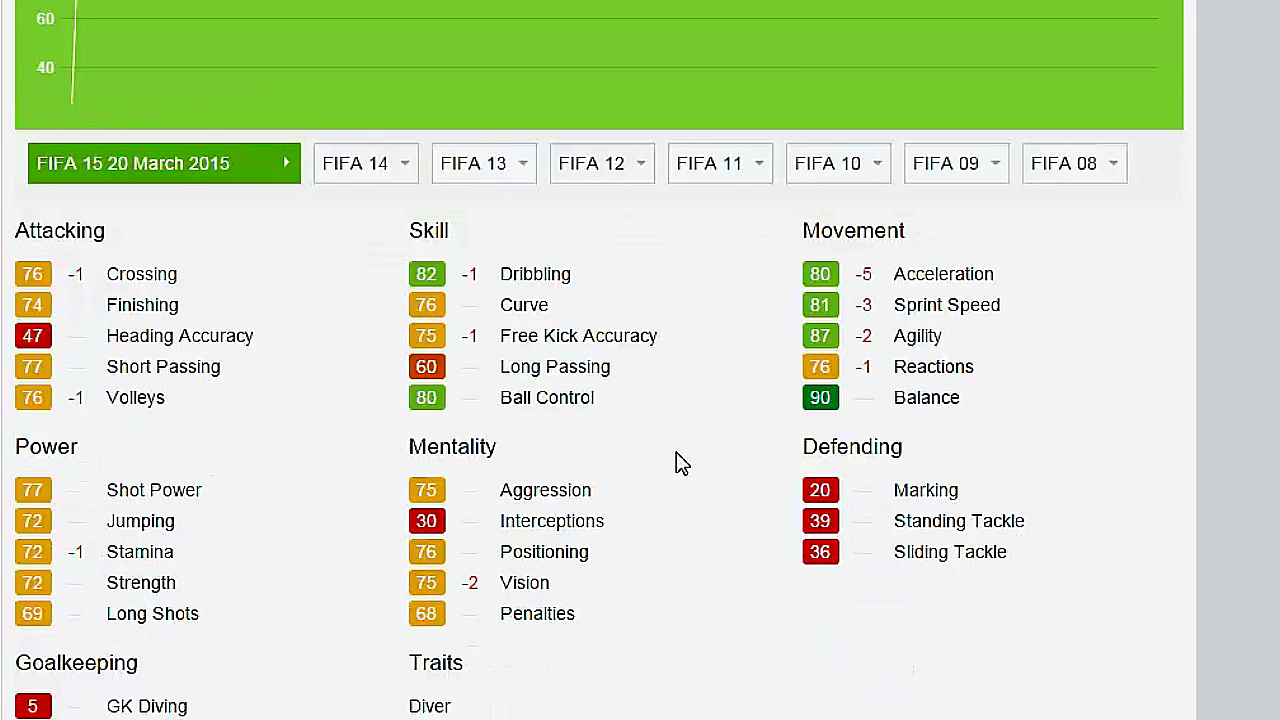 60
40
FIFA 15 20 March 2015 FIFA 14 FIFA 13 FIFA 12 FIFA 11 FIFA 10 FIFA 09 FIFA 08
Attacking
76 -1 Crossing
74 — Finishing
47 — Heading Accuracy
77 — Short Passing
76 -1 Volleys
Skill
82 -1 Dribbling
76 — Curve
75 -1 Free Kick Accuracy
60 — Long Passing
80 — Ball Control
Movement
80 -5 Acceleration
81 -3 Sprint Speed
87 -2 Agility
76 -1 Reactions
90 — Balance
Power
77 — Shot Power
72 — Jumping
72 -1 Stamina
72 — Strength
69 — Long Shots
Mentality
75 — Aggression
30 — Interceptions
76 — Positioning
75 -2 Vision
68 — Penalties
Defending
20 — Marking
39 — Standing Tackle
36 — Sliding Tackle
Goalkeeping
5 — GK Diving
Traits
Diver